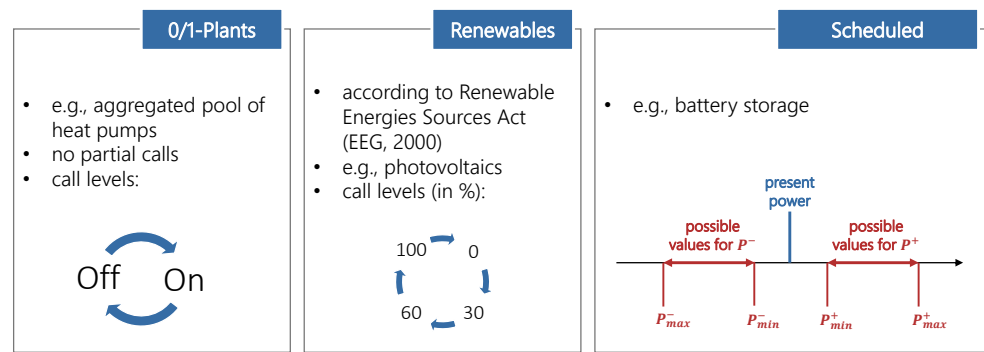 0/1-Plants
• e.g., aggregated pool of
heat pumps
• no partial calls
• call levels:
Off On
Renewables
• according to Renewable
Energies Sources Act
(EEG, 2000)
• e.g., photovoltaics
• call levels (in %):
100 0
60 30
Scheduled
• e.g., battery storage
present
power
possible
values for P⁻
possible
values for P⁺
P⁻max P⁻min P⁺min P⁺max